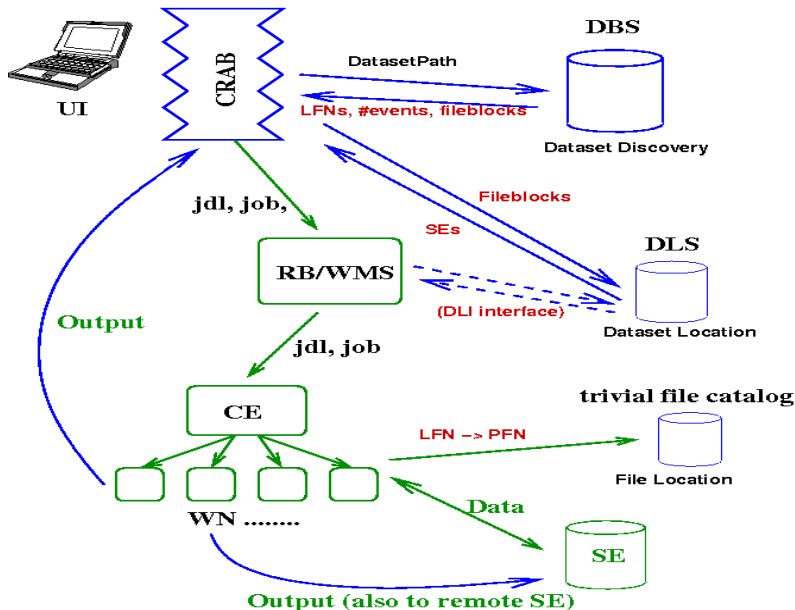 DBS
DatasetPath
CRAB
UI
LFNs, #events, fileblocks
Dataset Discovery
Fileblocks
jdl, job,
SEs
DLS
RB/WMS
(DLI interface)
Output
Dataset Location
jdl, job
trivial file catalog
CE
LFN -> PFN
File Location
Data
WN ........
SE
Output (also to remote SE)